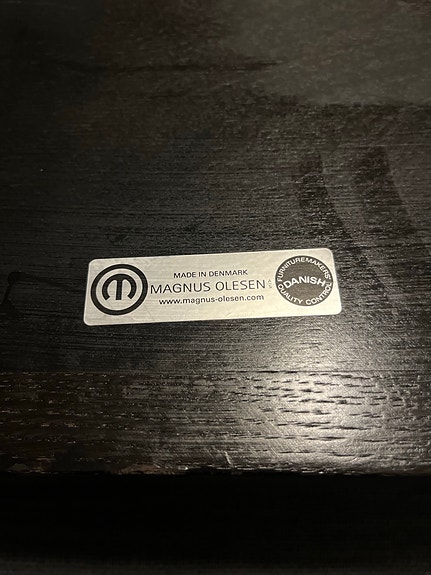 MADE IN DENMARK
MAGNUS OLESEN A/S
www.magnus-olesen.com
FURNITUREMAKERS'
DANISH
QUALITY CONTROL